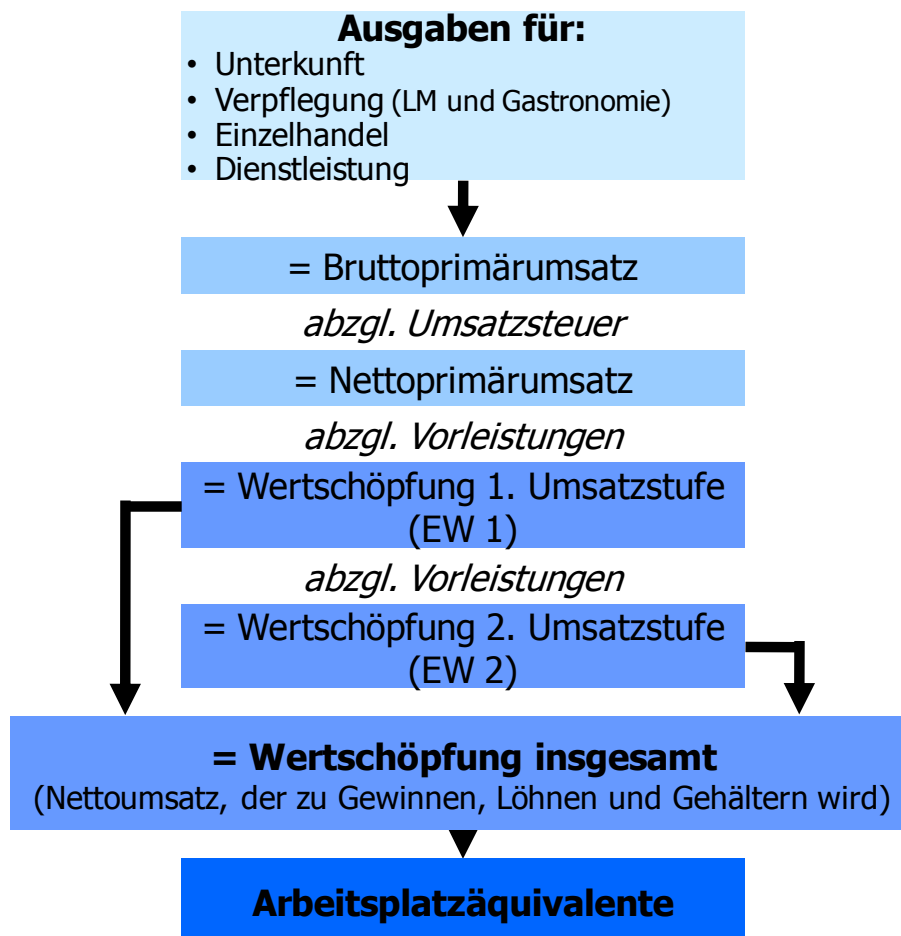 Ausgaben für:
• Unterkunft
• Verpflegung (LM und Gastronomie)
• Einzelhandel
• Dienstleistung
= Bruttoprimärumsatz
abzgl. Umsatzsteuer
= Nettoprimärumsatz
abzgl. Vorleistungen
= Wertschöpfung 1. Umsatzstufe
(EW 1)
abzgl. Vorleistungen
= Wertschöpfung 2. Umsatzstufe
(EW 2)
= Wertschöpfung insgesamt
(Nettoumsatz, der zu Gewinnen, Löhnen und Gehältern wird)
Arbeitsplatzäquivalente